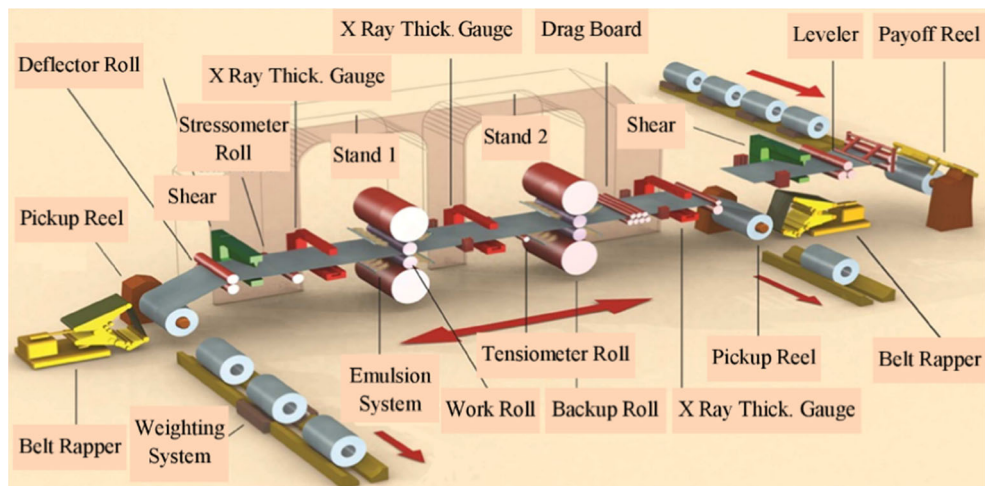 X Ray Thick. Gauge
Drag Board
Leveler
Payoff Reel
Deflector Roll
X Ray Thick. Gauge
Stressometer
Roll
Stand 1
Stand 2
Shear
Shear
Pickup Reel
Tensiometer Roll
Pickup Reel
Belt Rapper
Emulsion
System
Work Roll
Backup Roll
X Ray Thick. Gauge
Belt Rapper
Weighting
System